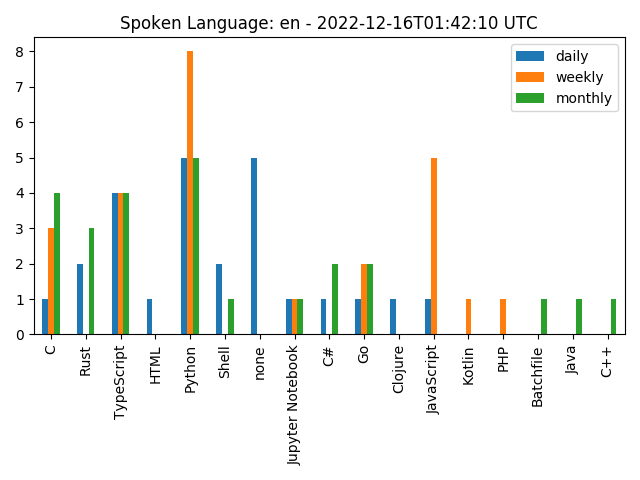 Spoken Language: en - 2022-12-16T01:42:10 UTC
daily
weekly
monthly
8
7
6
5
4
3
2
1
0
C
Rust
TypeScript
HTML
Python
Shell
none
Jupyter Notebook
C#
Go
Clojure
JavaScript
Kotlin
PHP
Batchfile
Java
C++